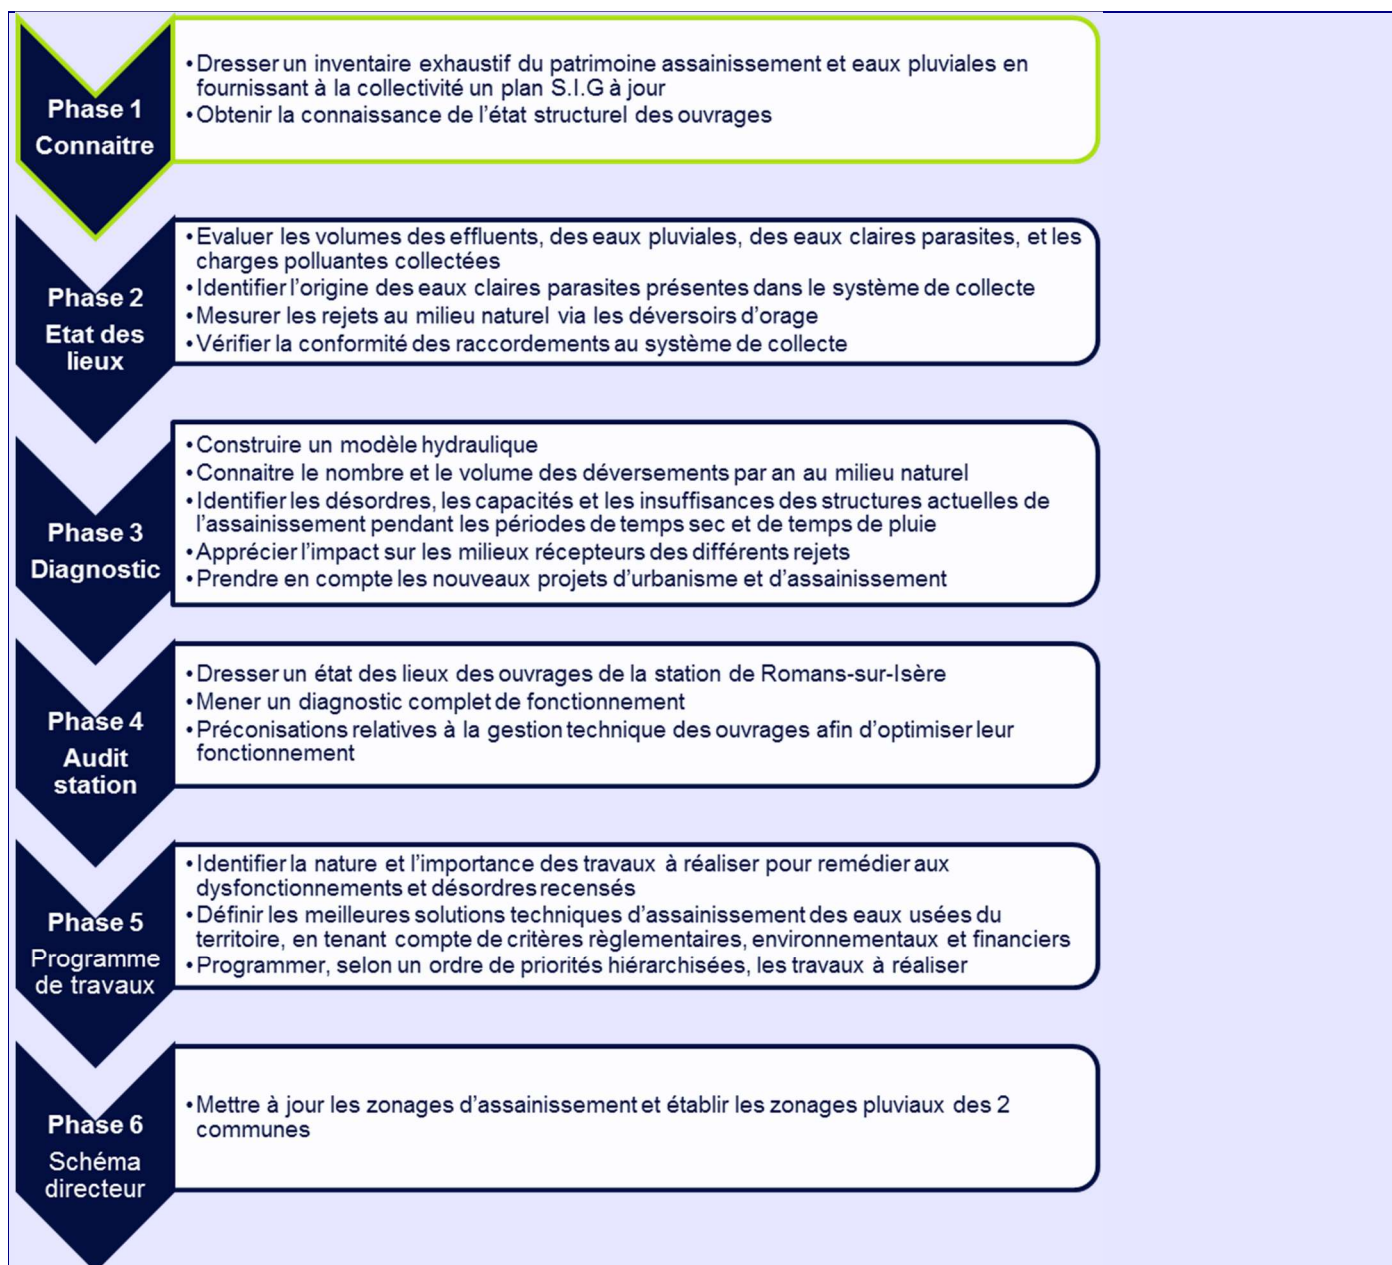 Phase 1
Connaitre
•Dresser un inventaire exhaustif du patrimoine assainissement et eaux pluviales en
fournissant à la collectivité un plan S.I.G à jour
•Obtenir la connaissance de l’état structurel des ouvrages
Phase 2
Etat des
lieux
•Evaluer les volumes des effluents, des eaux pluviales, des eaux claires parasites, et les
charges polluantes collectées
•Identifier l’origine des eaux claires parasites présentes dans le système de collecte
•Mesurer les rejets au milieu naturel via les déversoirs d’orage
•Vérifier la conformité des raccordements au système de collecte
Phase 3
Diagnostic
•Construire un modèle hydraulique
•Connaitre le nombre et le volume des déversements par an au milieu naturel
•Identifier les désordres, les capacités et les insuffisances des structures actuelles de
l’assainissement pendant les périodes de temps sec et de temps de pluie
•Apprécier l’impact sur les milieux récepteurs des différents rejets
•Prendre en compte les nouveaux projets d’urbanisme et d’assainissement
Phase 4
Audit
station
•Dresser un état des lieux des ouvrages de la station de Romans-sur-Isère
•Mener un diagnostic complet de fonctionnement
•Préconisations relatives à la gestion technique des ouvrages afin d’optimiser leur
fonctionnement
Phase 5
Programme
de travaux
•Identifier la nature et l’importance des travaux à réaliser pour remédier aux
dysfonctionnements et désordres recensés
•Définir les meilleures solutions techniques d’assainissement des eaux usées du
territoire, en tenant compte de critères règlementaires, environnementaux et financiers
•Programmer, selon un ordre de priorités hiérarchisées, les travaux à réaliser
Phase 6
Schéma
directeur
•Mettre à jour les zonages d’assainissement et établir les zonages pluviaux des 2
communes